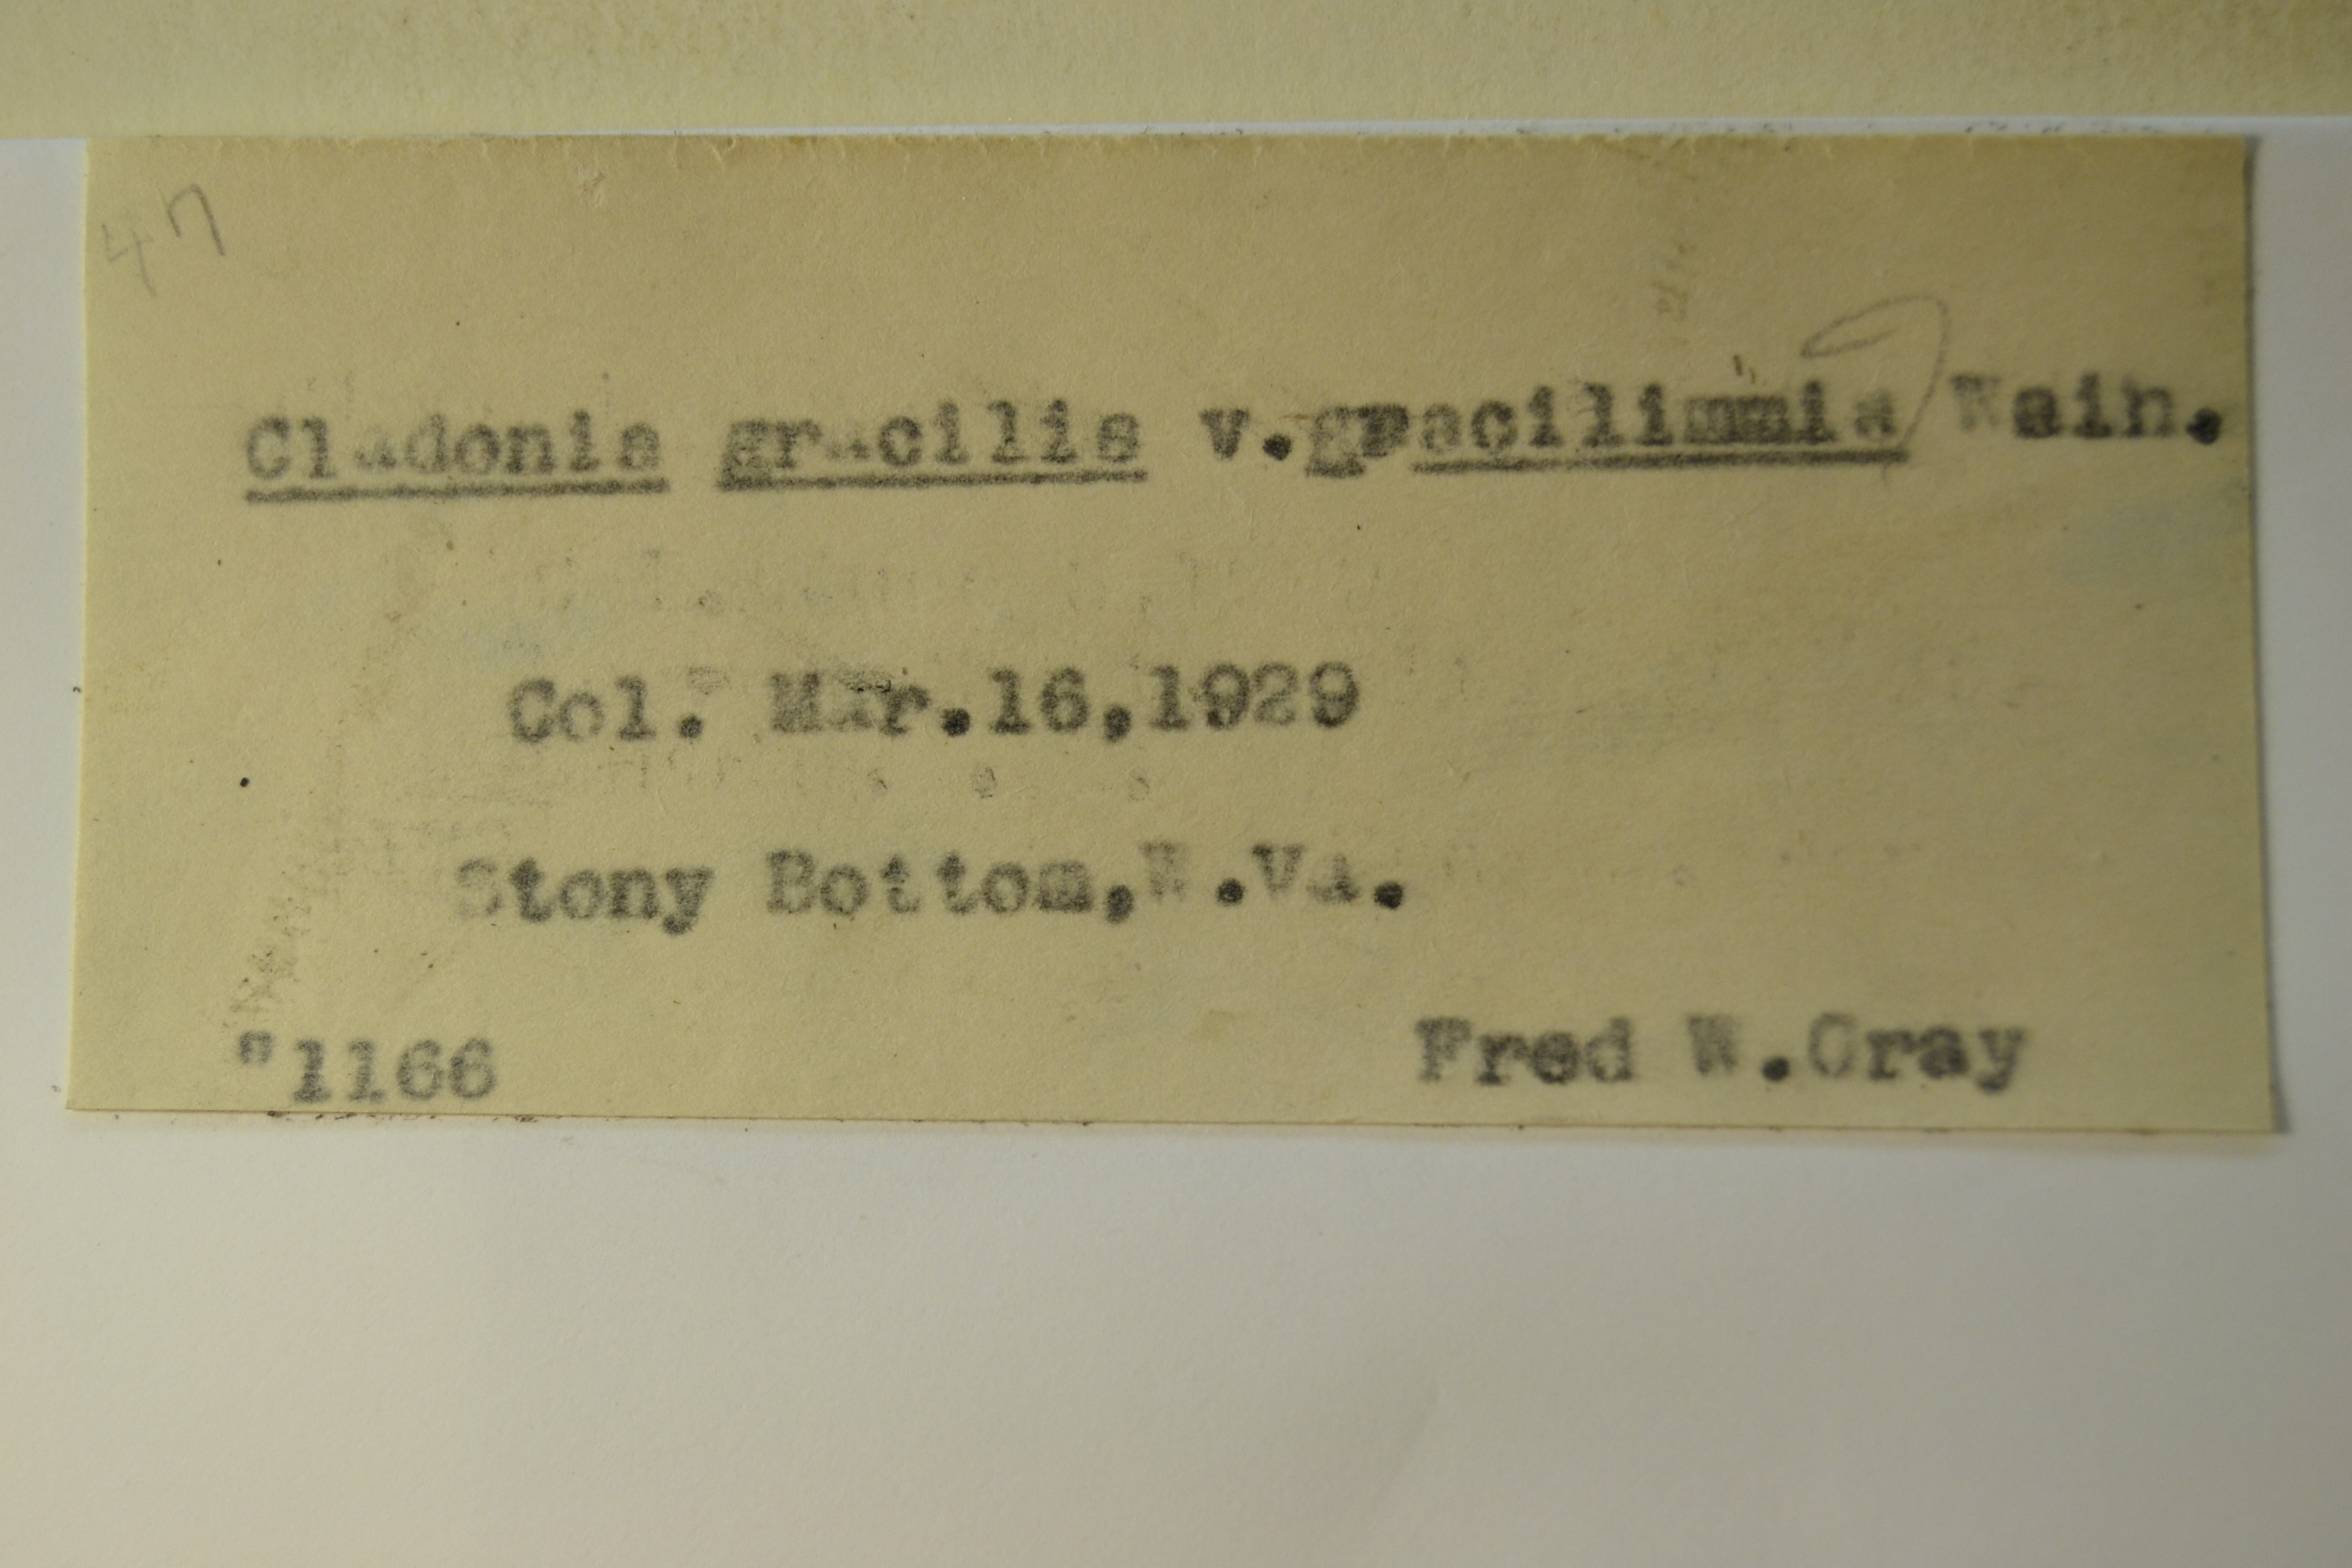 47
Cladonia gracilis v.gracilimmia Wain.
Col. Mar.16,1929
Stony Bottom,W.Va.
"1166 Fred W.Gray